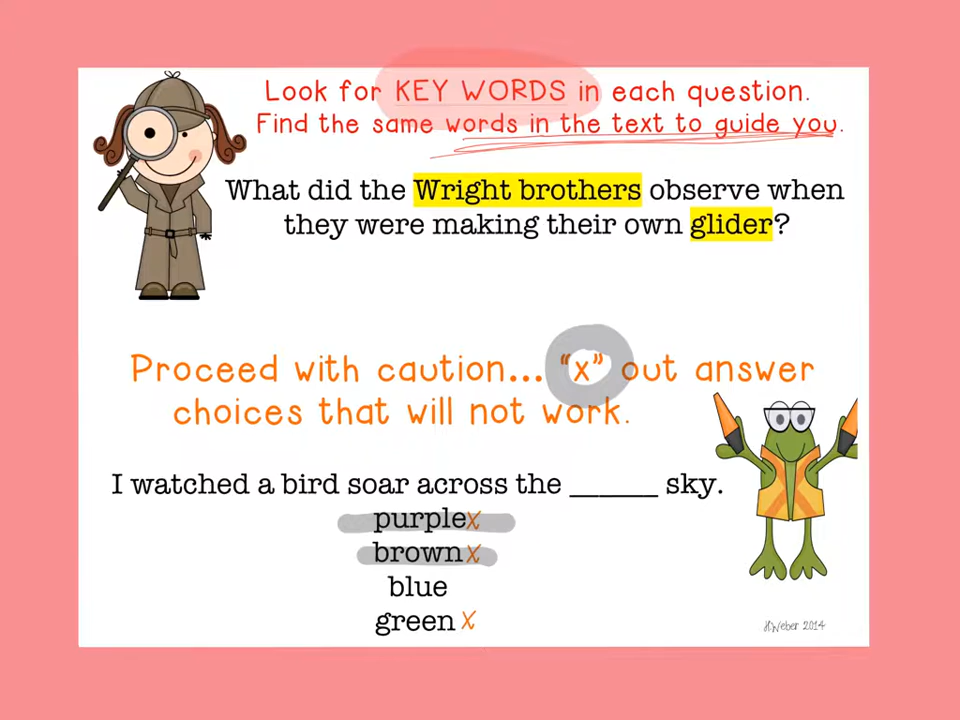 Look for KEY WORDS in each question.
Find the same words in the text to guide you.
What did the Wright brothers observe when
they were making their own glider?
Proceed with caution... “x” out answer
choices that will not work.
I watched a bird soar across the ______ sky.
purple x
brown x
blue
green x
H.Weber 2014